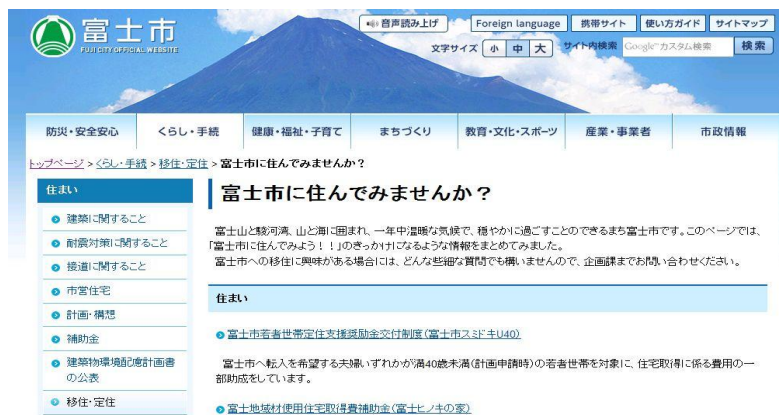 富士市
FUJI CITY OFFICIAL WEBSITE
音声読み上げ
Foreign language
携帯サイト
使い方ガイド
サイトマップ
文字サイズ 小 中 大
サイト内検索 Google カスタム検索 検索
防災・安全安心
くらし・手続
健康・福祉・子育て
まちづくり
教育・文化・スポーツ
産業・事業者
市政情報
トップページ > くらし・手続 > 移住・定住 > 富士市に住んでみませんか？
住まい
建築に関すること
耐震対策に関すること
接道に関すること
市営住宅
計画・構想
補助金
建築物環境配慮計画書
の公表
移住・定住
富士市に住んでみませんか？
富士山と駿河湾、山と海に囲まれ、一年中温暖な気候で、穏やかに過ごすことのできるまち富士市です。このページでは、
「富士市に住んでみよう！！」のきっかけになるような情報をまとめてみました。
富士市への移住に興味がある場合には、どんな些細な質問でも構いませんので、企画課までお問い合わせください。
住まい
富士市若者世帯定住支援奨励金交付制度(富士市スミドキU40)
富士市へ転入を希望する夫婦いずれかが満40歳未満(計画申請時)の若者世帯を対象に、住宅取得に係る費用の一
部助成をしています。
富士地域材使用住宅取得費補助金(富士ヒノキの家)